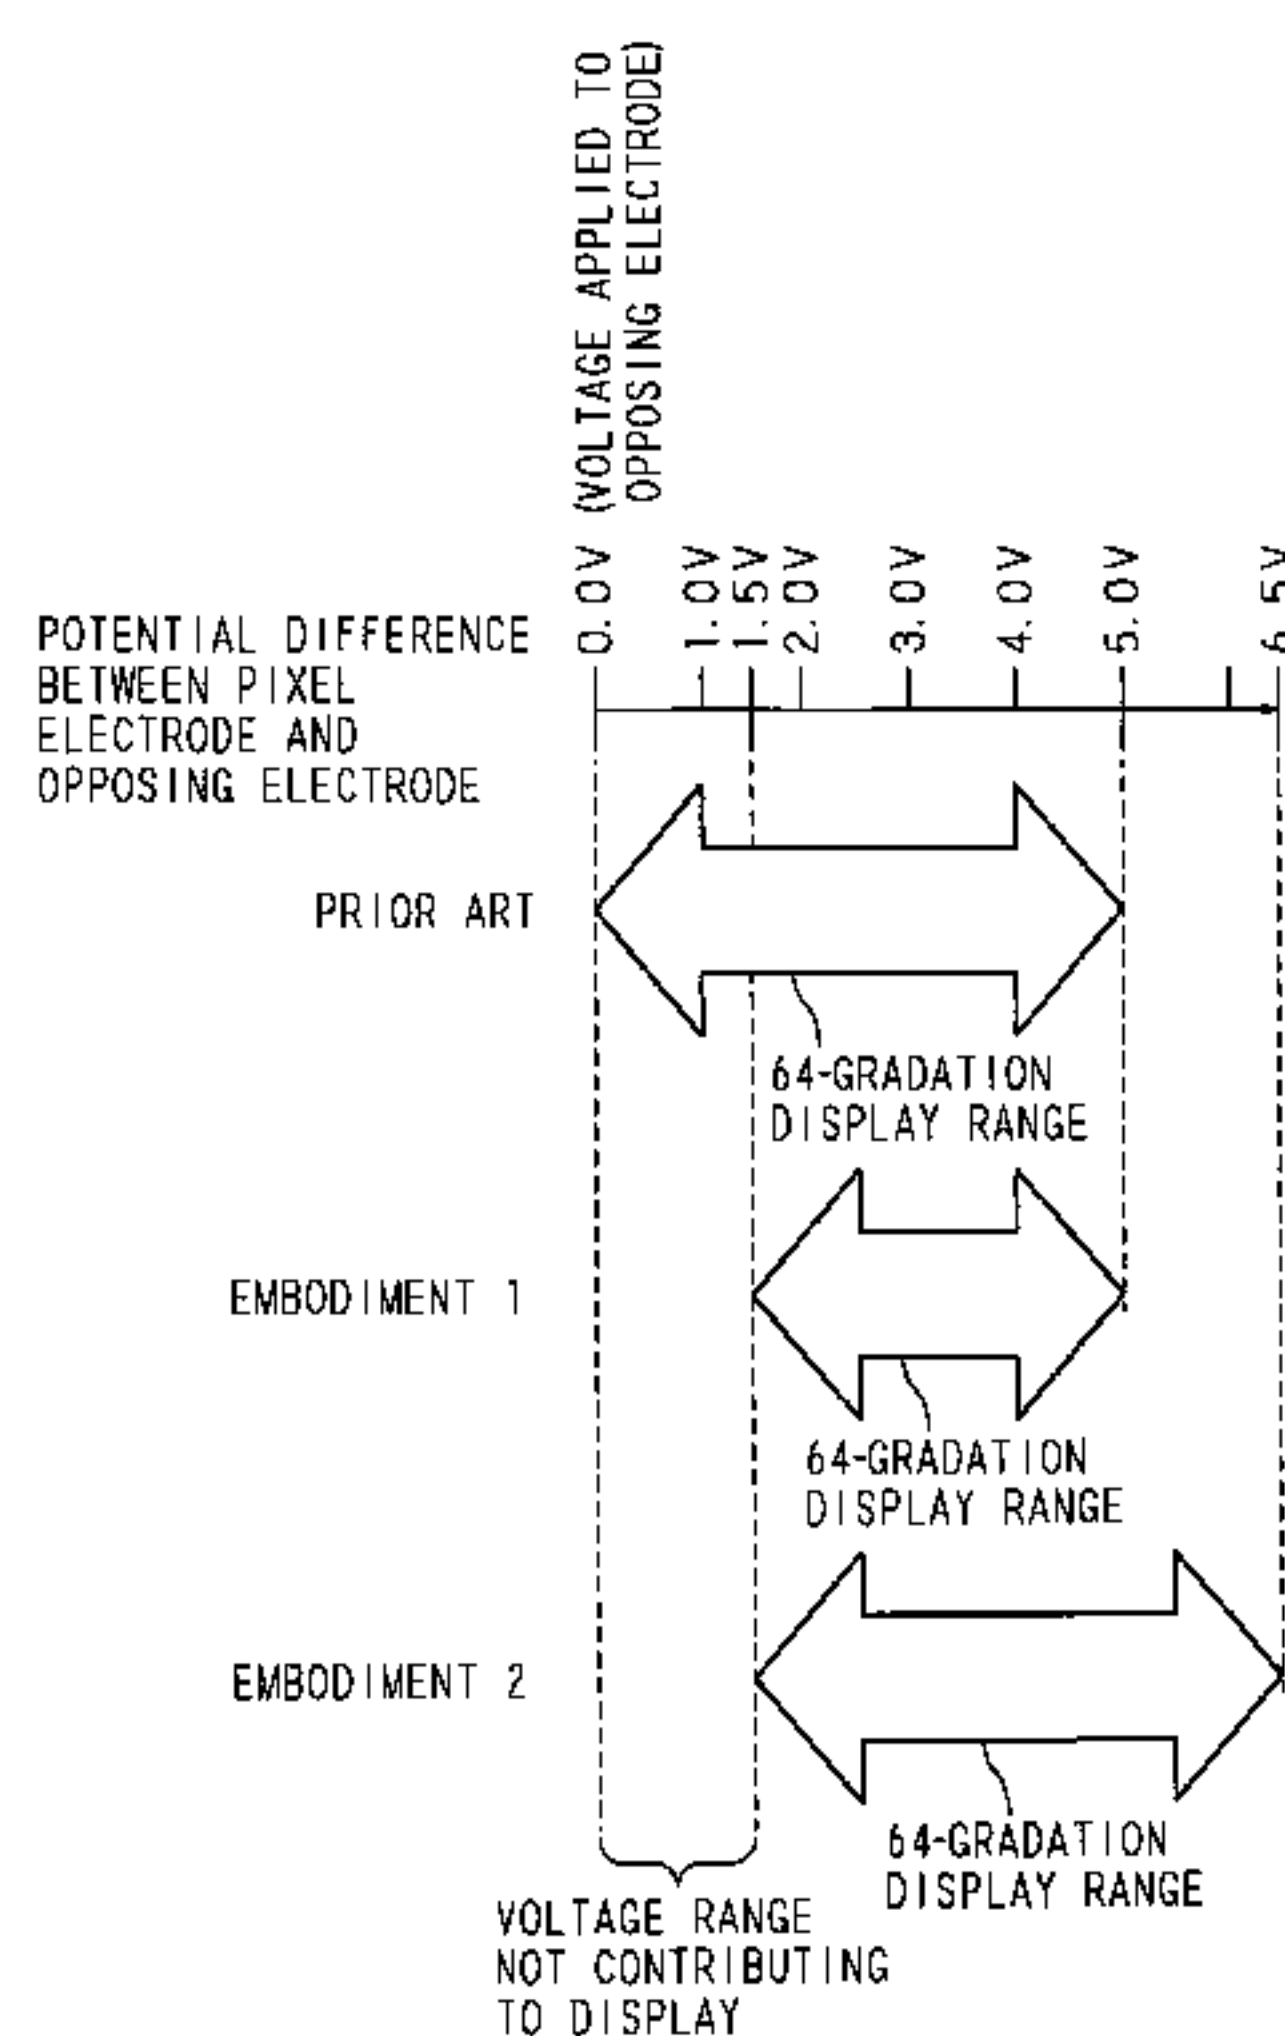 (VOLTAGE APPLIED TO
OPPOSING ELECTRODE)
0.0V
1.0V
1.5V
2.0V
3.0V
4.0V
5.0V
6.5V
POTENTIAL DIFFERENCE
BETWEEN PIXEL
ELECTRODE AND
OPPOSING ELECTRODE
PRIOR ART
64-GRADATION
DISPLAY RANGE
EMBODIMENT 1
64-GRADATION
DISPLAY RANGE
EMBODIMENT 2
64-GRADATION
DISPLAY RANGE
VOLTAGE RANGE
NOT CONTRIBUTING
TO DISPLAY